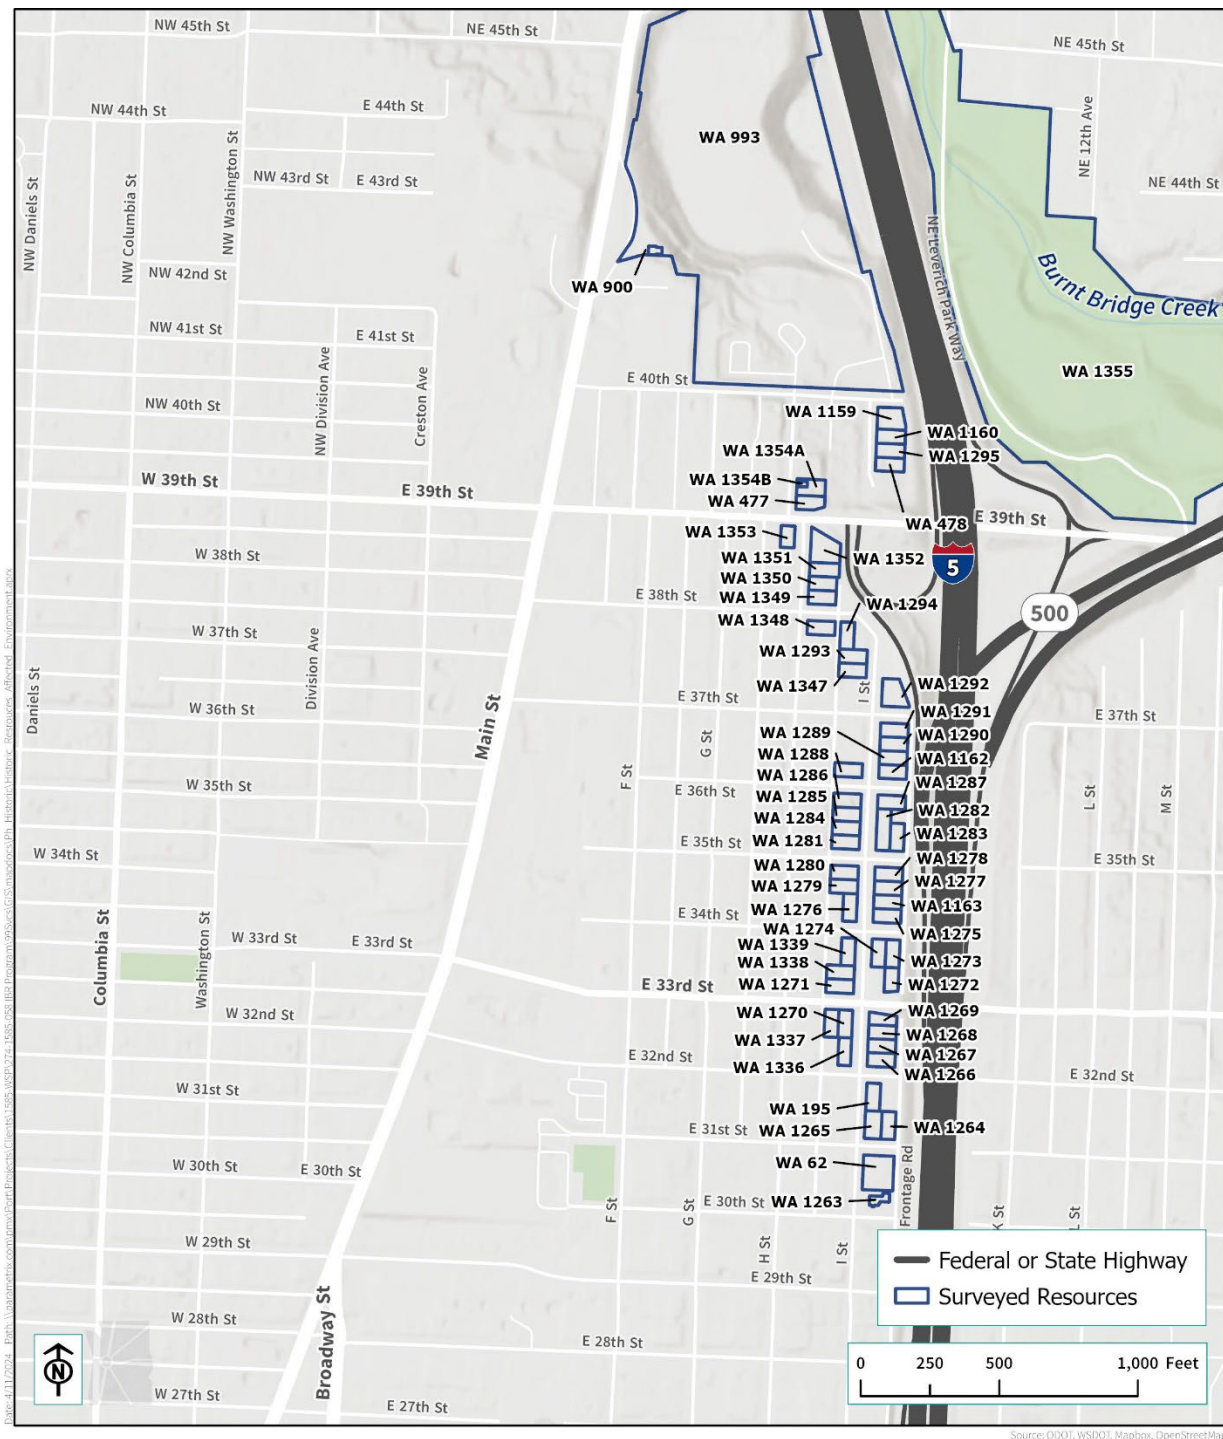 NW 45th St
NE 45th St
NE 45th St
NW 44th St
E 44th St
NE 12th Ave
WA 993
NW Washington St
NW 43rd St
E 43rd St
NE 44th St
NW Daniels St
NW Columbia St
NW 42nd St
WA 900
NE Leverich Park Way
Burnt Bridge Creek
NW 41st St
E 41st St
NW Division Ave
Creston Ave
E 40th St
WA 1355
NW 40th St
WA 1159
WA 1160
WA 1354A
WA 1295
W 39th St
E 39th St
WA 1354B
WA 477
WA 478
E 39th St
WA 1353
WA 1352
5
W 38th St
WA 1351
WA 1350
E 38th St
WA 1349
WA 1294
500
WA 1348
W 37th St
WA 1293
WA 1347
Division Ave
Daniels St
I St
WA 1292
E 37th St
W 36th St
WA 1291
E 37th St
Main St
G St
WA 1289
WA 1290
WA 1288
WA 1162
F St
WA 1286
W 35th St
E 36th St
WA 1287
L St
M St
WA 1285
WA 1284
WA 1282
WA 1281
E 35th St
WA 1283
W 34th St
WA 1280
WA 1278
E 35th St
WA 1279
WA 1277
WA 1276
WA 1163
E 34th St
WA 1274
WA 1275
Columbia St
Washington St
W 33rd St
E 33rd St
WA 1339
WA 1338
WA 1273
WA 1271
E 33rd St
WA 1272
W 32nd St
WA 1270
WA 1269
WA 1337
WA 1268
E 32nd St
WA 1336
WA 1267
WA 1266
E 32nd St
W 31st St
WA 195
E 31st St
WA 1265
WA 1264
W 30th St
E 30th St
WA 62
E 30th St
WA 1263
Frontage Rd
F St
G St
H St
I St
K St
L St
W 29th St
E 29th St
W 28th St
E 28th St
Broadway St
W 27th St
E 27th St
N
Federal or State Highway
Surveyed Resources
0 250 500 1,000 Feet
Source: ODOT, WSDOT, Mapbox, OpenStreetMap